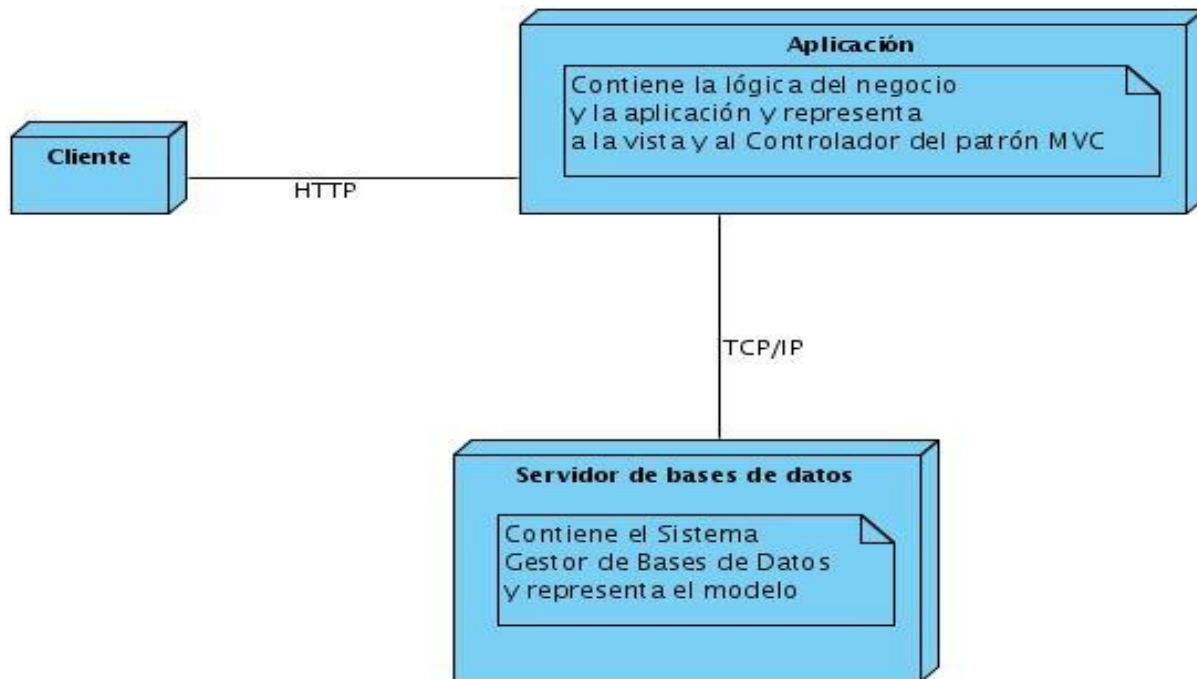 Aplicación
Contiene la lógica del negocio
y la aplicación y representa
a la vista y al Controlador del patrón MVC
Cliente
HTTP
TCP/IP
Servidor de bases de datos
Contiene el Sistema
Gestor de Bases de Datos
y representa el modelo